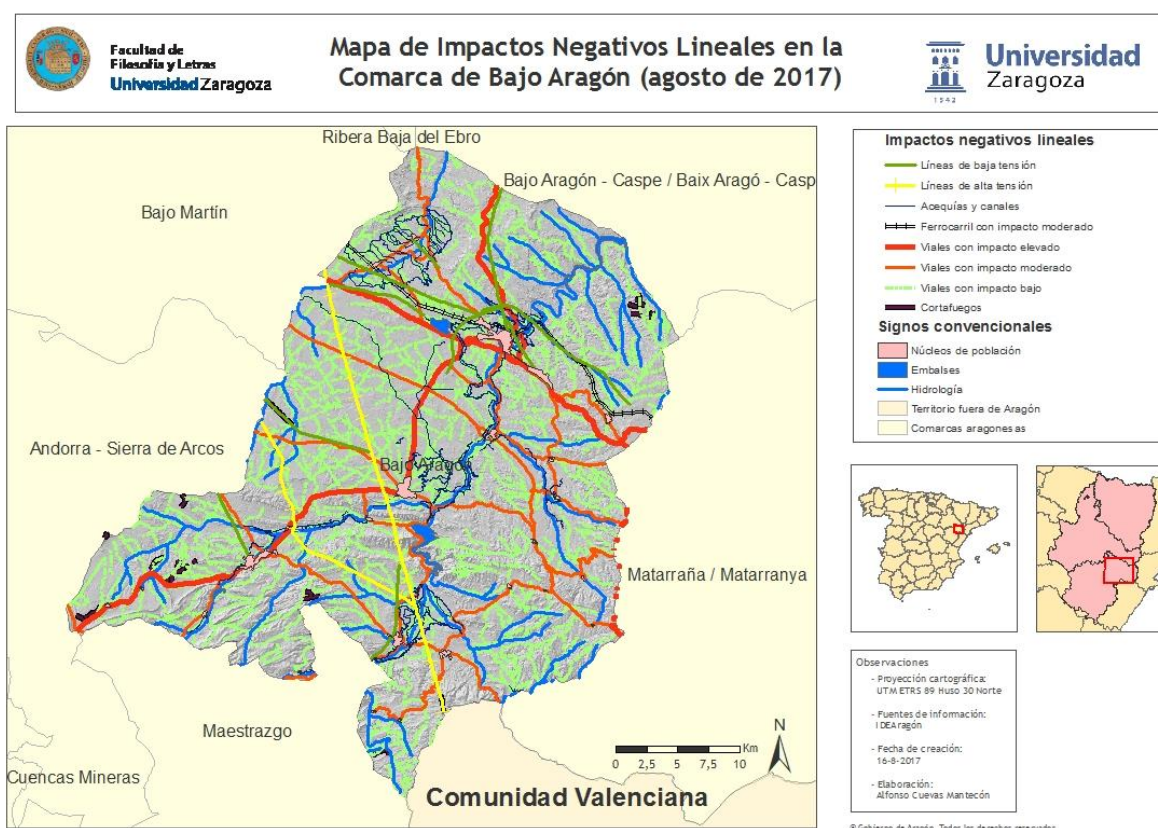 Facultad de
Filosofia y Letras
Universidad Zaragoza
Mapa de Impactos Negativos Lineales en la
Comarca de Bajo Aragón (agosto de 2017)
1542
Universidad
Zaragoza
Ribera Baja del Ebro
Bajo Aragón - Caspe / Baix Aragó - Casp
Bajo Martín
Andorra - Sierra de Arcos
Bajo Aragón
Matarraña / Matarranya
Maestrazgo
Cuencas Mineras
Comunidad Valenciana
Km
0 2,5 5 7,5 10
N
Impactos negativos lineales
Líneas de baja tensión
Líneas de alta tensión
Acequías y canales
Ferrocarril con impacto moderado
Viales con impacto elevado
Viales con impacto moderado
Viales con impacto bajo
Cortafuegos
Signos convencionales
Núcleos de población
Embalses
Hidrología
Territorio fuera de Aragón
Comarcas aragonesas
Observaciones
- Proyección cartográfica:
UTM ETRS 89 Huso 30 Norte
- Fuentes de información:
IDEAragón
- Fecha de creación:
16-8-2017
- Elaboración:
Alfonso Cuevas Mantecón